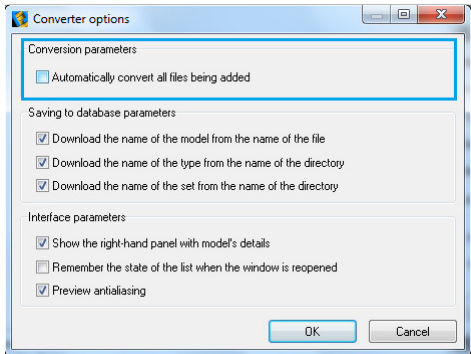 Converter options
Conversion parameters
Automatically convert all files being added
Saving to database parameters
Download the name of the model from the name of the file
Download the name of the type from the name of the directory
Download the name of the set from the name of the directory
Interface parameters
Show the right-hand panel with model's details
Remember the state of the list when the window is reopened
Preview antialiasing
OK Cancel